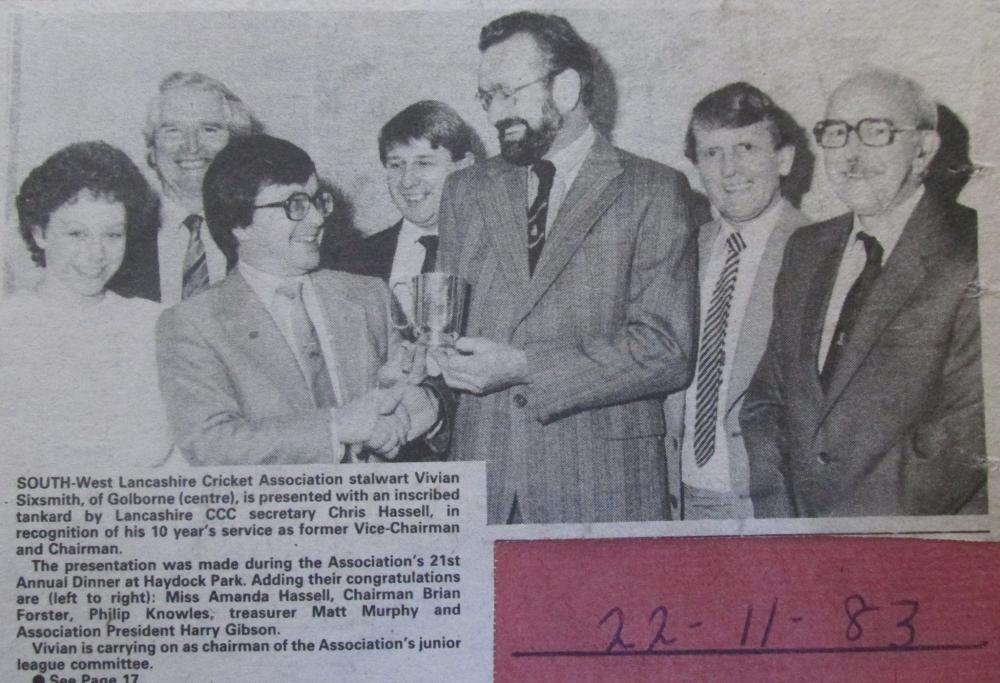 SOUTH-West Lancashire Cricket Association stalwart Vivian
Sixsmith, of Golborne (centre), is presented with an inscribed
tankard by Lancashire CCC secretary Chris Hassell, in
recognition of his 10 year's service as former Vice-Chairman
and Chairman.
The presentation was made during the Association's 21st
Annual Dinner at Haydock Park. Adding their congratulations
are (left to right): Miss Amanda Hassell, Chairman Brian
Forster, Philip Knowles, treasurer Matt Murphy and
Association President Harry Gibson.
Vivian is carrying on as chairman of the Association's junior
league committee.
● See Page 17
22-11-83